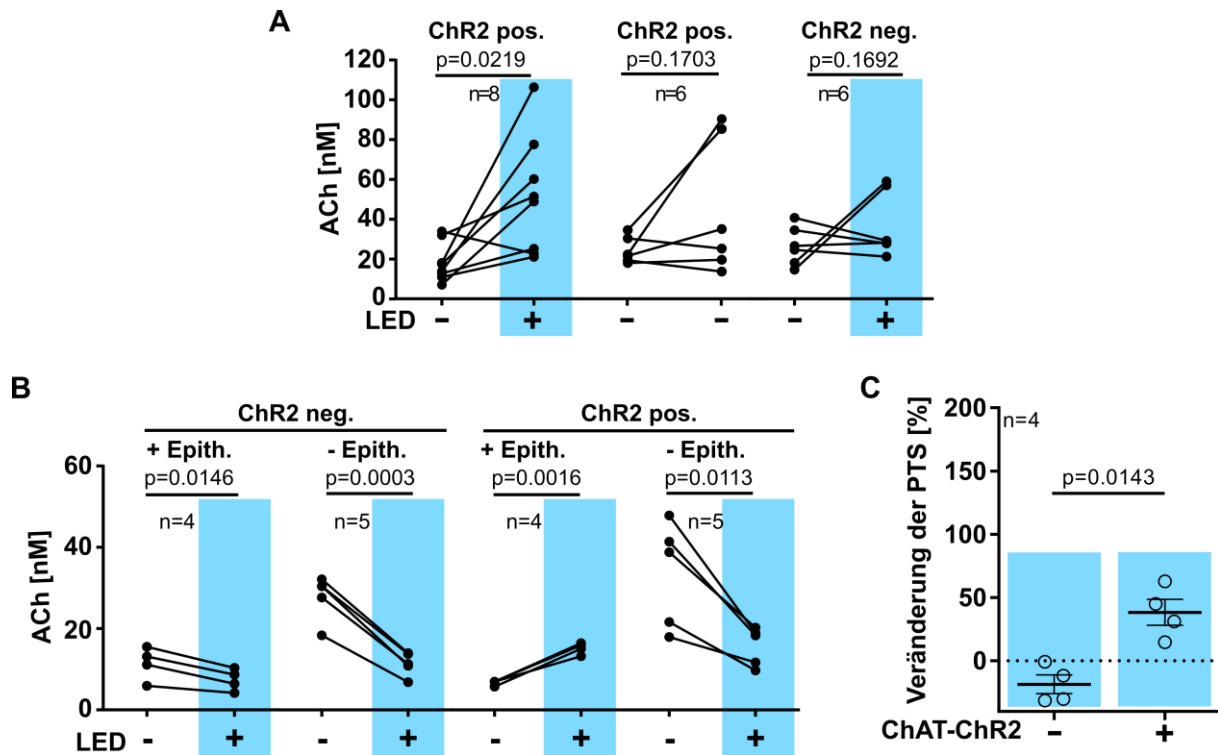 A
ChR2 pos. ChR2 pos. ChR2 neg.
p=0.0219 p=0.1703 p=0.1692
n=8 n=6 n=6
ACh [nM]
120
100
80
60
40
20
0
LED - + - - - +
B
ChR2 neg. ChR2 pos.
+ Epith. - Epith. + Epith. - Epith.
p=0.0146 p=0.0003 p=0.0016 p=0.0113
n=4 n=5 n=4 n=5
ACh [nM]
60
40
20
0
LED - + - + - + - +
C
Veränderung der PTS [%]
200
150
100
50
0
n=4
p=0.0143
ChAT-ChR2 - +